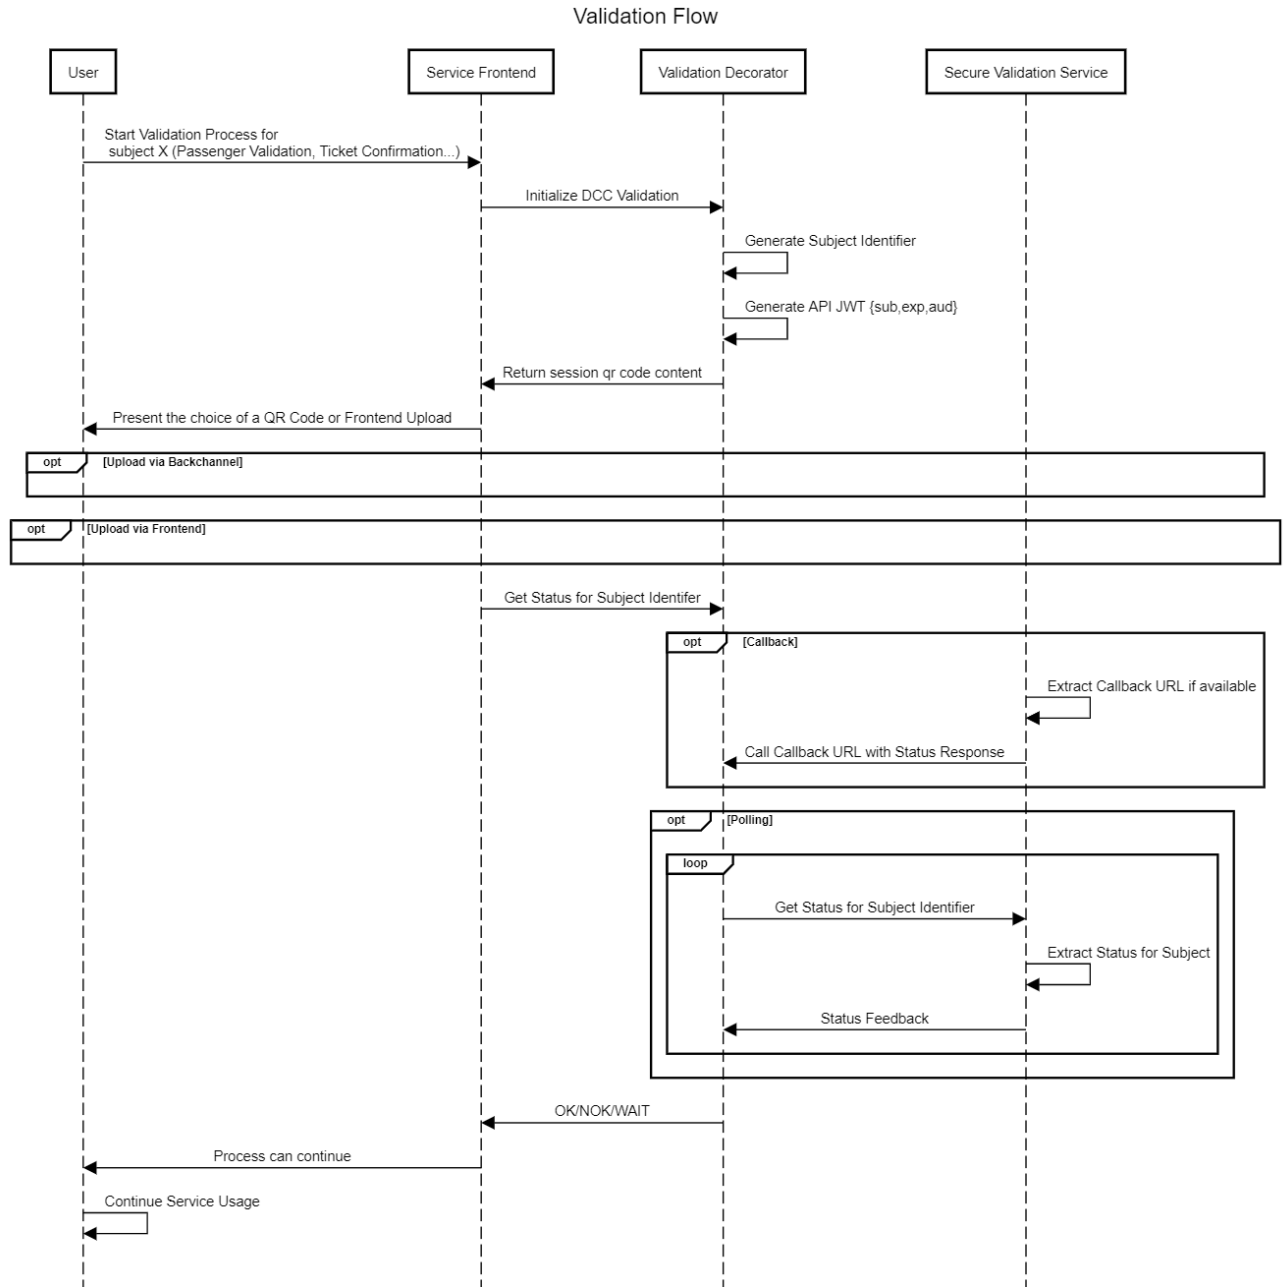 Validation Flow
User
Service Frontend
Validation Decorator
Secure Validation Service
Start Validation Process for
subject X (Passenger Validation, Ticket Confirmation...)
Initialize DCC Validation
Generate Subject Identifier
Generate API JWT {sub,exp,aud}
Return session qr code content
Present the choice of a QR Code or Frontend Upload
opt
[Upload via Backchannel]
opt
[Upload via Frontend]
Get Status for Subject Identifer
opt
[Callback]
Extract Callback URL if available
Call Callback URL with Status Response
opt
[Polling]
loop
Get Status for Subject Identifier
Extract Status for Subject
Status Feedback
OK/NOK/WAIT
Process can continue
Continue Service Usage